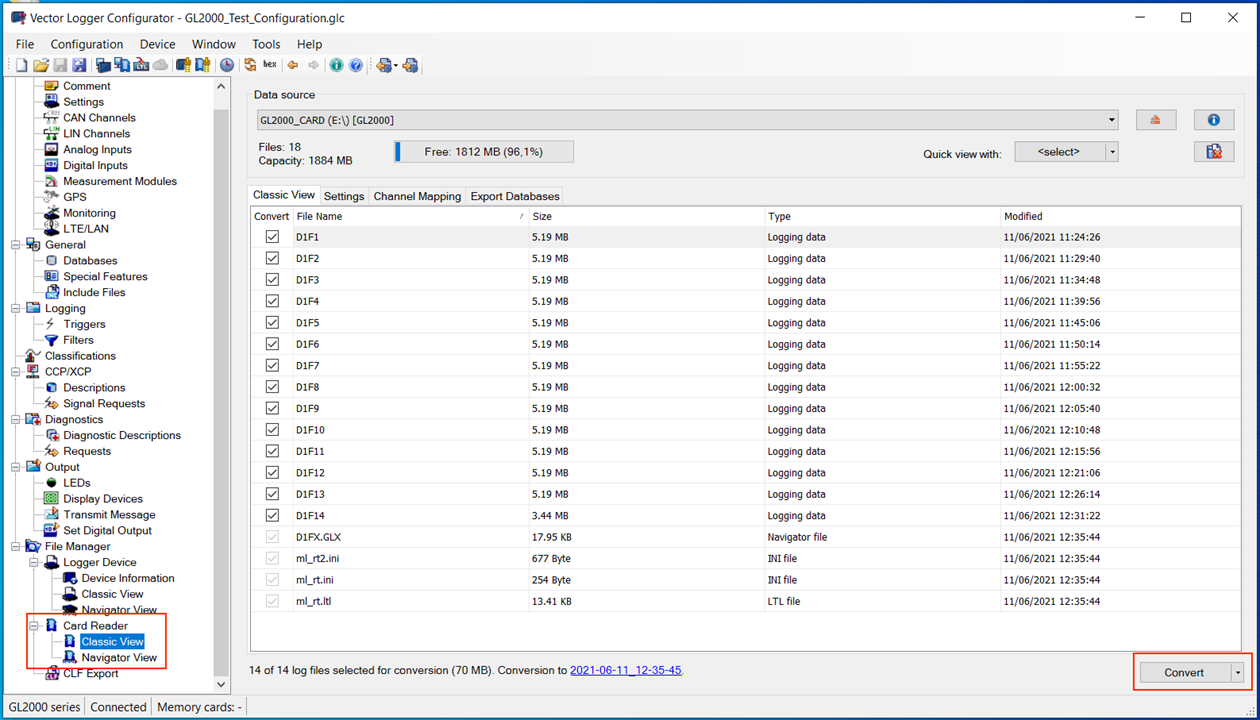 Vector Logger Configurator - GL2000_Test_Configuration.glc
File Configuration Device Window Tools Help
hex
Comment
Settings
CAN Channels
LIN Channels
Analog Inputs
Digital Inputs
Measurement Modules
GPS
Monitoring
LTE/LAN
General
Databases
Special Features
Include Files
Logging
Triggers
Filters
Classifications
CCP/XCP
Descriptions
Signal Requests
Diagnostics
Diagnostic Descriptions
Requests
Output
LEDs
Display Devices
Transmit Message
Set Digital Output
File Manager
Logger Device
Device Information
Classic View
Navigator View
Card Reader
Classic View
Navigator View
CLF Export
Data source
GL2000_CARD (E:\) [GL2000]
Files: 18
Capacity: 1884 MB
Free: 1812 MB (96,1%)
Quick view with: <select>
Classic View Settings Channel Mapping Export Databases
Convert File Name / Size Type Modified
D1F1 5.19 MB Logging data 11/06/2021 11:24:26
D1F2 5.19 MB Logging data 11/06/2021 11:29:40
D1F3 5.19 MB Logging data 11/06/2021 11:34:48
D1F4 5.19 MB Logging data 11/06/2021 11:39:56
D1F5 5.19 MB Logging data 11/06/2021 11:45:06
D1F6 5.19 MB Logging data 11/06/2021 11:50:14
D1F7 5.19 MB Logging data 11/06/2021 11:55:22
D1F8 5.19 MB Logging data 11/06/2021 12:00:32
D1F9 5.19 MB Logging data 11/06/2021 12:05:40
D1F10 5.19 MB Logging data 11/06/2021 12:10:48
D1F11 5.19 MB Logging data 11/06/2021 12:15:56
D1F12 5.19 MB Logging data 11/06/2021 12:21:06
D1F13 5.19 MB Logging data 11/06/2021 12:26:14
D1F14 3.44 MB Logging data 11/06/2021 12:31:22
D1FX.GLX 17.95 KB Navigator file 11/06/2021 12:35:44
ml_rt2.ini 677 Byte INI file 11/06/2021 12:35:44
ml_rt.ini 254 Byte INI file 11/06/2021 12:35:44
ml_rt.ltl 13.41 KB LTL file 11/06/2021 12:35:44
14 of 14 log files selected for conversion (70 MB). Conversion to 2021-06-11_12-35-45.
Convert
GL2000 series Connected Memory cards: -